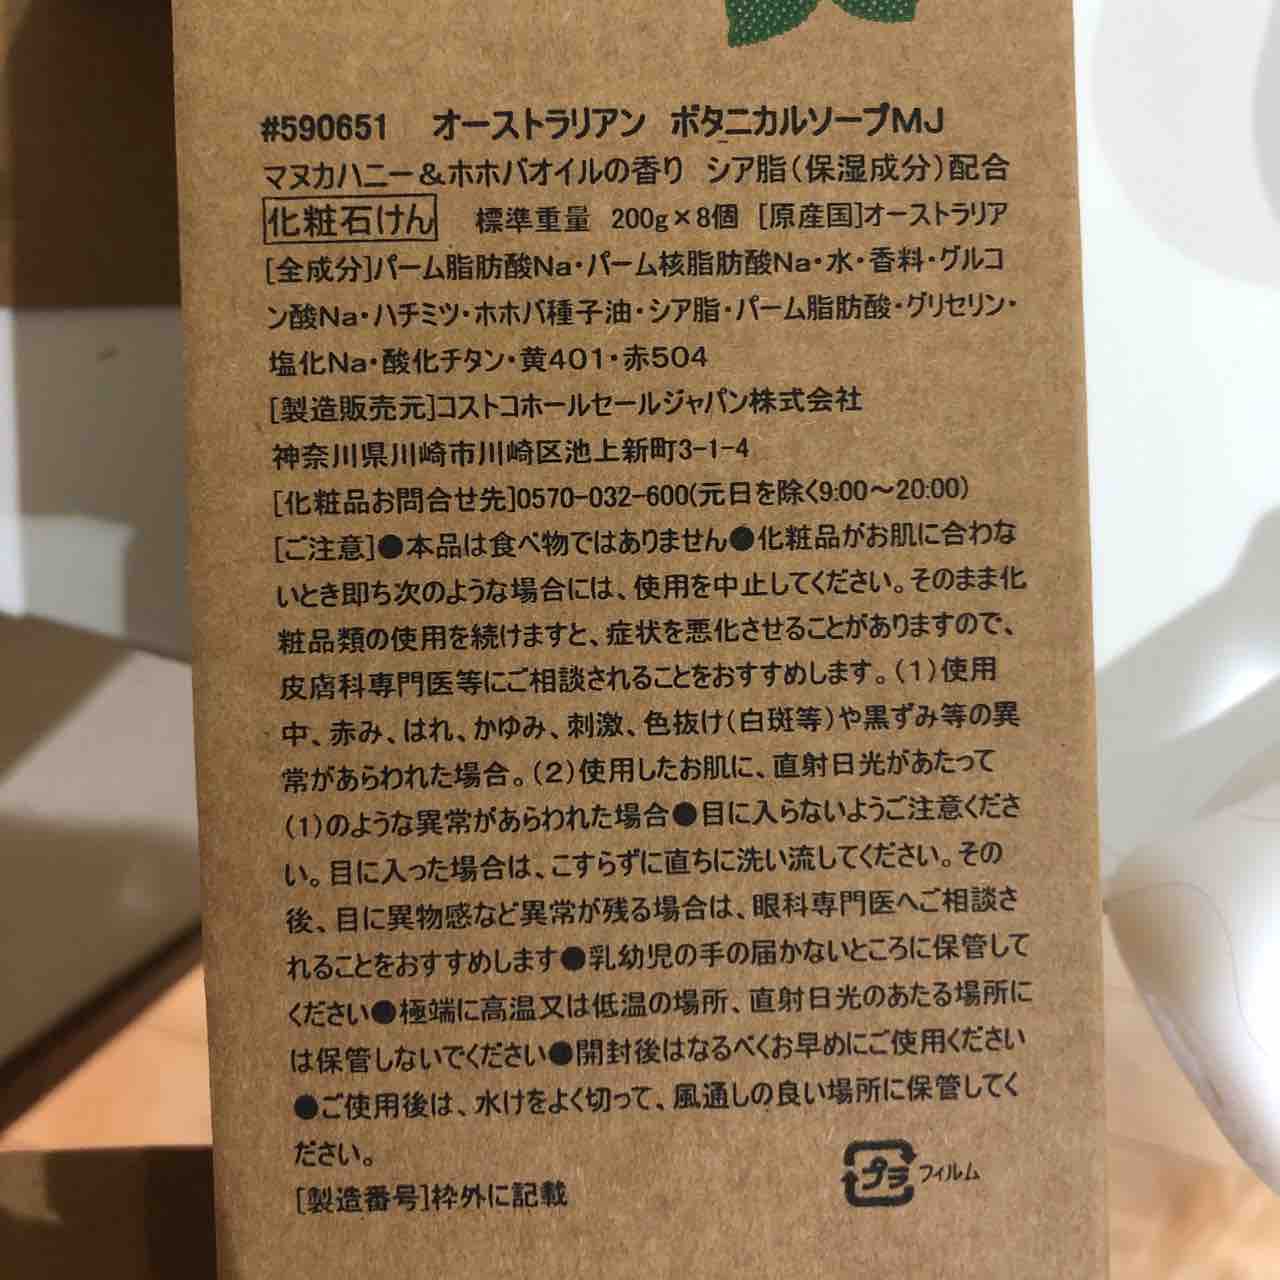 #590651 オーストラリアン ボタニカルソープMJ
マヌカハニー&ホホバオイルの香り シア脂(保湿成分)配合
化粧石けん 標準重量 200g×8個 [原産国]オーストラリア
[全成分]パーム脂肪酸Na・パーム核脂肪酸Na・水・香料・グルコ
ン酸Na・ハチミツ・ホホバ種子油・シア脂・パーム脂肪酸・グリセリン・
塩化Na・酸化チタン・黄401・赤504
[製造販売元]コストコホールセールジャパン株式会社
神奈川県川崎市川崎区池上新町3-1-4
[化粧品お問合せ先]0570-032-600(元日を除く9:00〜20:00)
[ご注意]●本品は食べ物ではありません●化粧品がお肌に合わな
いとき即ち次のような場合には、使用を中止してください。そのまま化
粧品類の使用を続けますと、症状を悪化させることがありますので、
皮膚科専門医等にご相談されることをおすすめします。(1)使用
中、赤み、はれ、かゆみ、刺激、色抜け(白斑等)や黒ずみ等の異
常があらわれた場合。(2)使用したお肌に、直射日光があたって
(1)のような異常があらわれた場合●目に入らないようご注意くださ
い。目に入った場合は、こすらずに直ちに洗い流してください。その
後、目に異物感など異常が残る場合は、眼科専門医へご相談さ
れることをおすすめします●乳幼児の手の届かないところに保管して
ください●極端に高温又は低温の場所、直射日光のあたる場所に
は保管しないでください●開封後はなるべくお早めにご使用ください
●ご使用後は、水けをよく切って、風通しの良い場所に保管してく
ださい。
[製造番号]枠外に記載
プラ フィルム